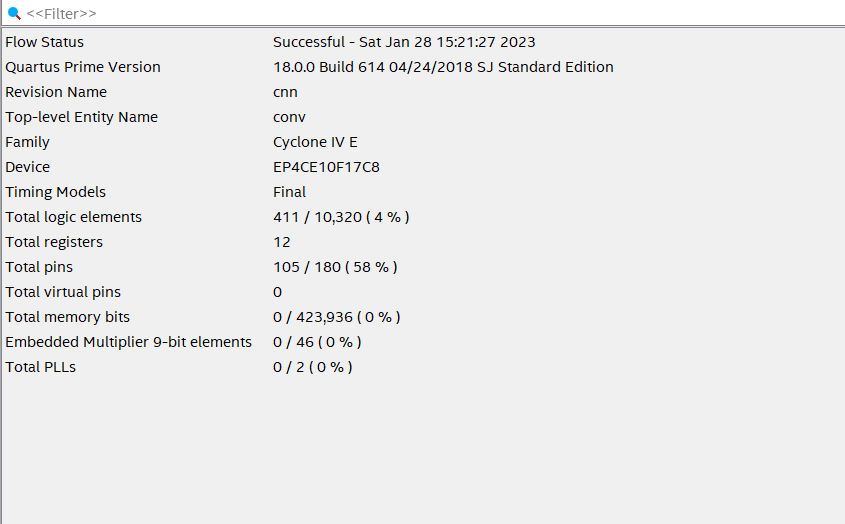 <<Filter>>
Flow Status Successful - Sat Jan 28 15:21:27 2023
Quartus Prime Version 18.0.0 Build 614 04/24/2018 SJ Standard Edition
Revision Name cnn
Top-level Entity Name conv
Family Cyclone IV E
Device EP4CE10F17C8
Timing Models Final
Total logic elements 411 / 10,320 ( 4 % )
Total registers 12
Total pins 105 / 180 ( 58 % )
Total virtual pins 0
Total memory bits 0 / 423,936 ( 0 % )
Embedded Multiplier 9-bit elements 0 / 46 ( 0 % )
Total PLLs 0 / 2 ( 0 % )